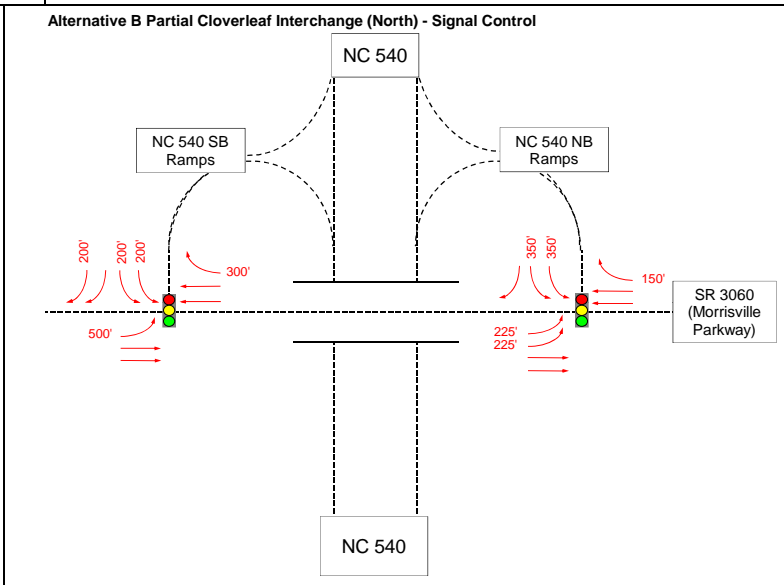 Alternative B Partial Cloverleaf Interchange (North) - Signal Control
NC 540
NC 540 SB
Ramps
NC 540 NB
Ramps
200'
200'
200'
300'
350'
350'
150'
SR 3060
(Morrisville
Parkway)
500'
225'
225'
NC 540